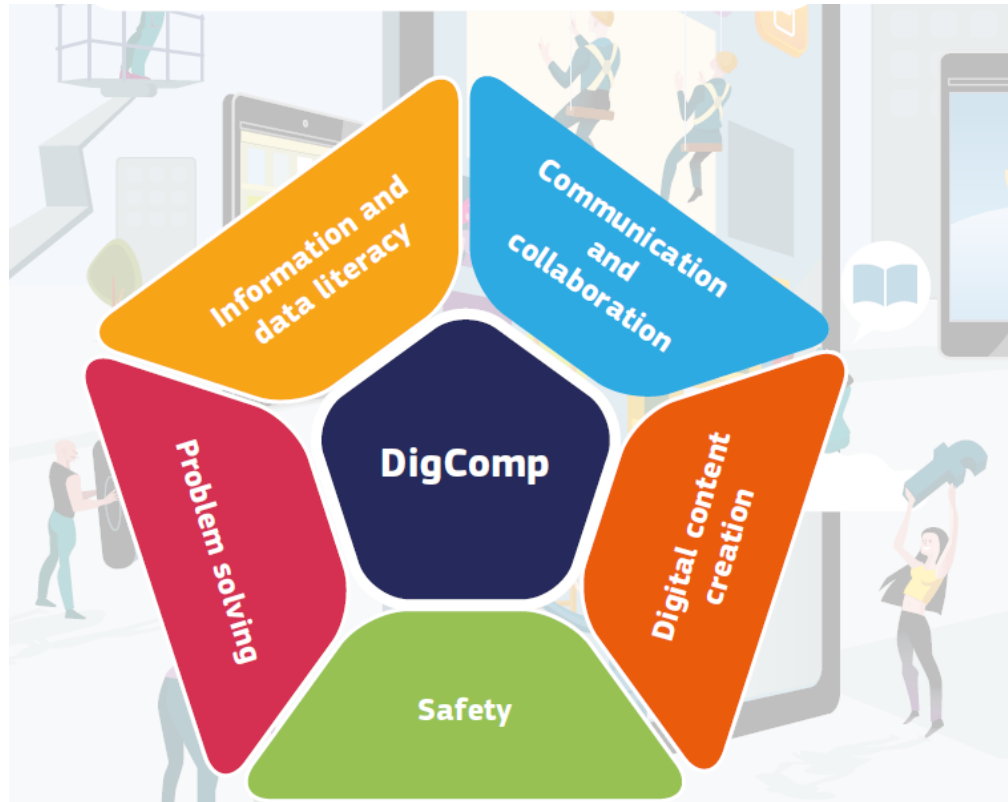 Information and
data literacy
Communication
and
collaboration
Problem solving
DigComp
Digital content
creation
Safety